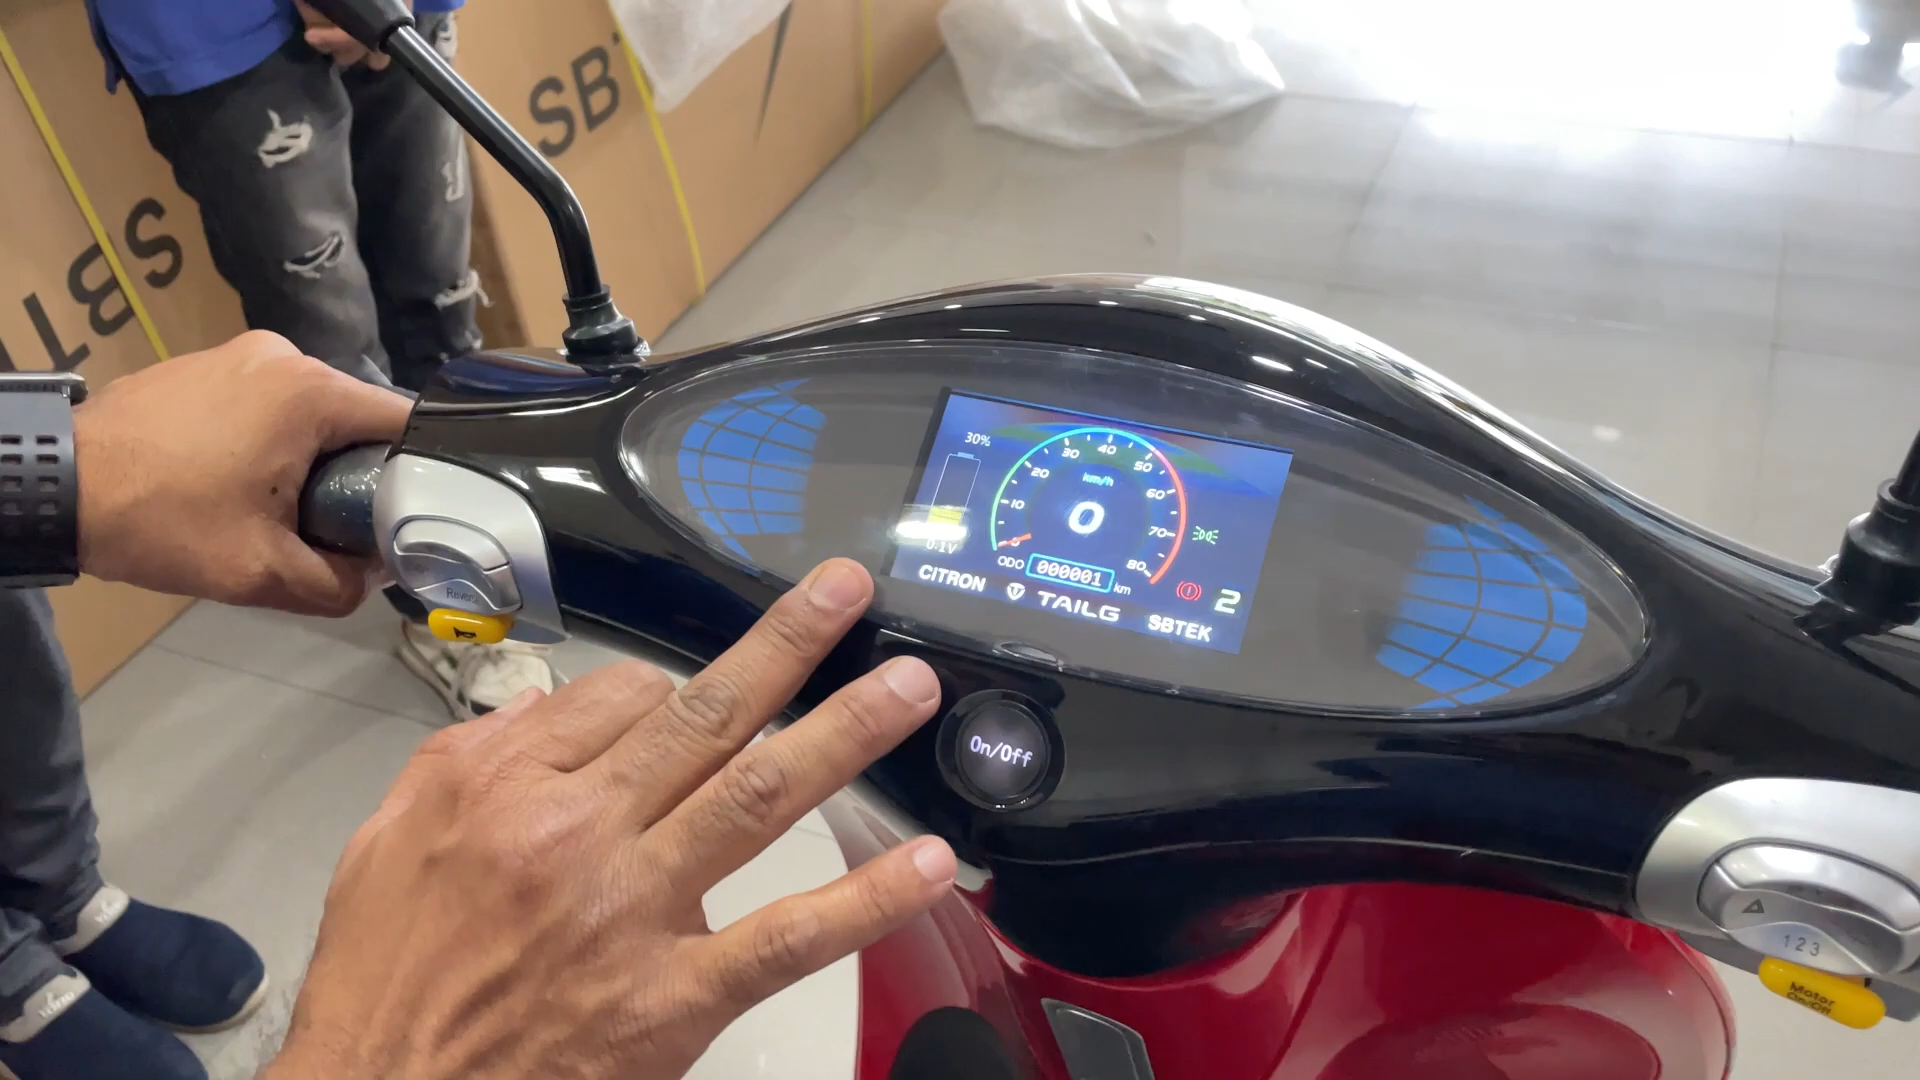 SBT
SBT
30%
0.1V
0
10
20
30
40
50
60
70
80
km/h
0
ODO 000001 km
2
CITRON TAILG SBTEK
On/Off
1 2 3
Motor
On/Off